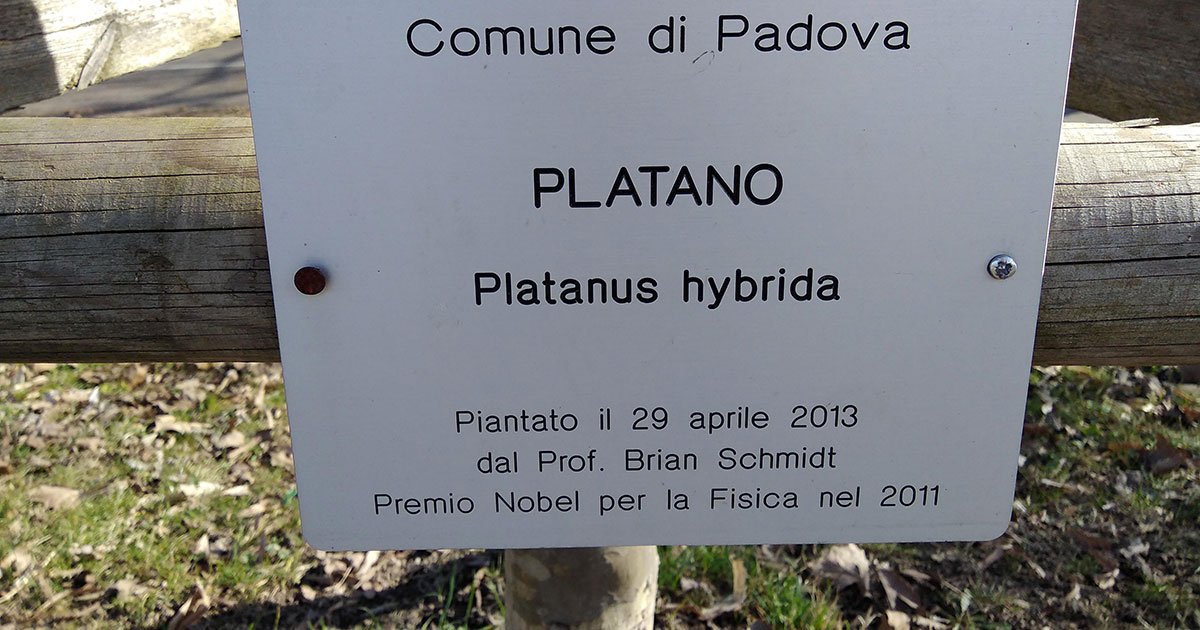 Comune di Padova
PLATANO
Platanus hybrida
Piantato il 29 aprile 2013
dal Prof. Brian Schmidt
Premio Nobel per la Fisica nel 2011